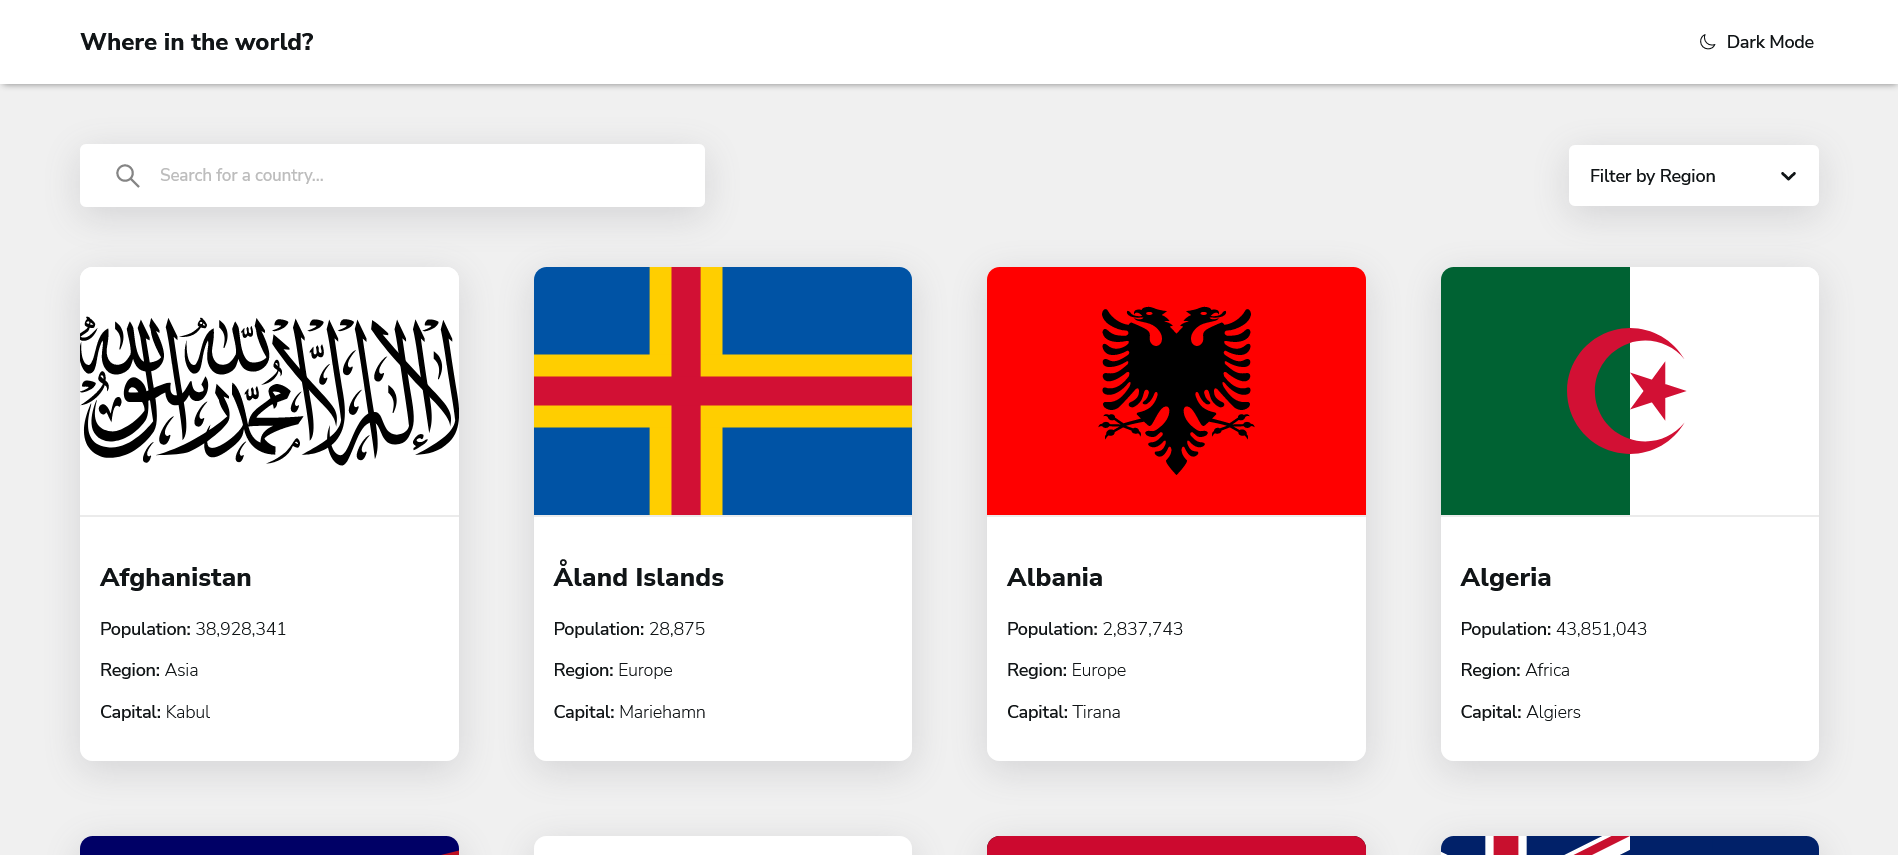 Where in the world?
Dark Mode
Search for a country...
Filter by Region
لا إله إلا الله محمد رسول الله
Afghanistan
Population: 38,928,341
Region: Asia
Capital: Kabul
Åland Islands
Population: 28,875
Region: Europe
Capital: Mariehamn
Albania
Population: 2,837,743
Region: Europe
Capital: Tirana
Algeria
Population: 43,851,043
Region: Africa
Capital: Algiers